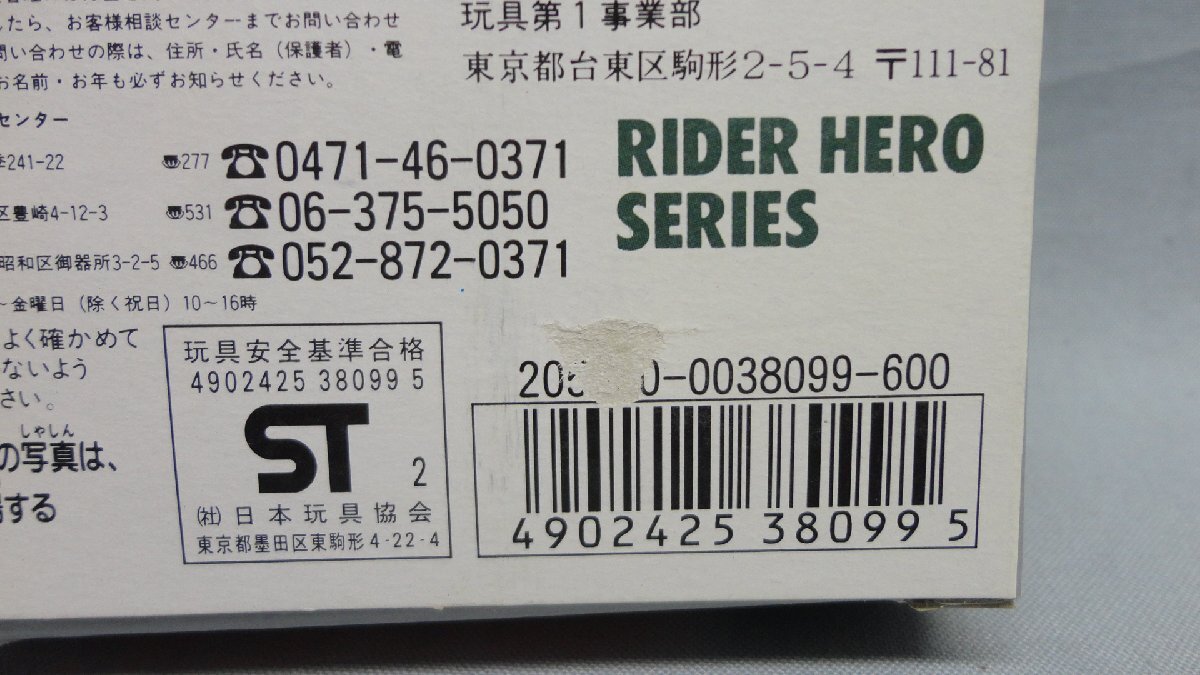 したら、お客様相談センターまでお問い合わせ
問い合わせの際は、住所・氏名（保護者）・電
お名前・お年も必ずお知らせください。
センター
241-22 〠277 ☎0471-46-0371
区豊崎4-12-3 〠531 ☎06-375-5050
昭和区御器所3-2-5 〠466 ☎052-872-0371
～金曜日（除く祝日）10～16時
よく確かめて
ないよう
さい。
しゃしん
の写真は、
する
玩具第1事業部
東京都台東区駒形2-5-4 〒111-81
RIDER HERO
SERIES
玩具安全基準合格
4902425 38099 5
ST 2
㈳日本玩具協会
東京都墨田区東駒形4-22-4
20 0-0038099-600
4902425 38099 5